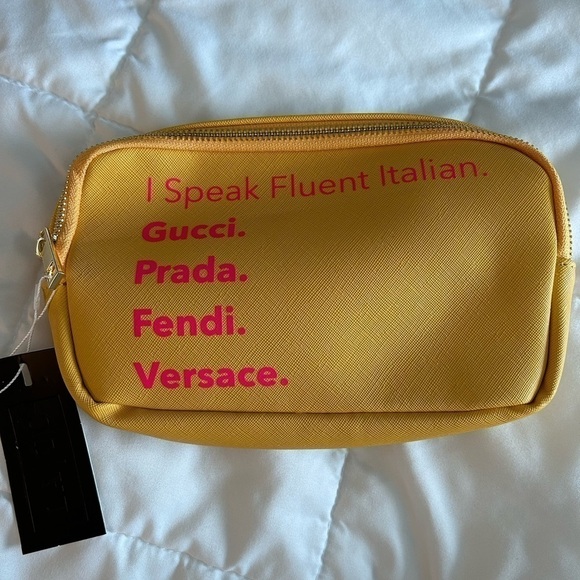 I Speak Fluent Italian.
Gucci.
Prada.
Fendi.
Versace.